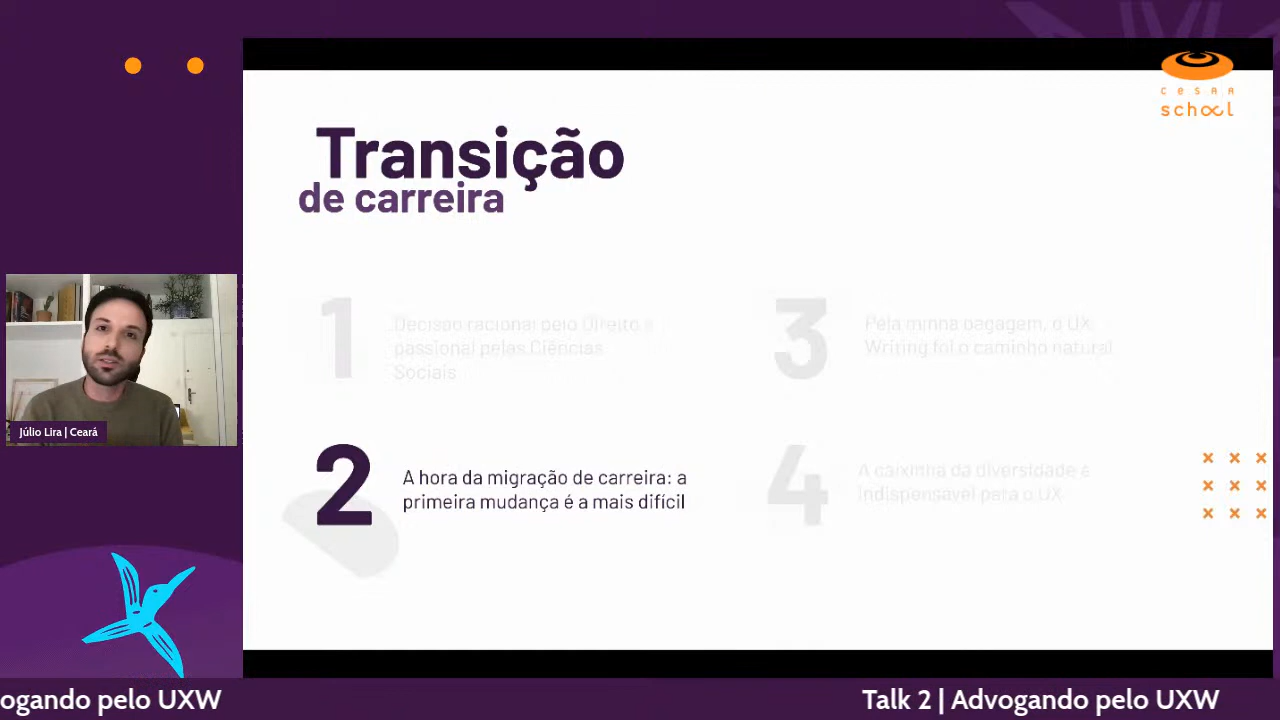 cesar
school
Transição
de carreira
1
Decisão racional pelo Direito e
passional pelas Ciências
Sociais
2
A hora da migração de carreira: a
primeira mudança é a mais difícil
3
Pela minha bagagem, o UX
Writing foi o caminho natural
4
A caixinha da diversidade é
indispensável para o UX
Júlio Lira | Ceará
ogando pelo UXW
Talk 2 | Advogando pelo UXW